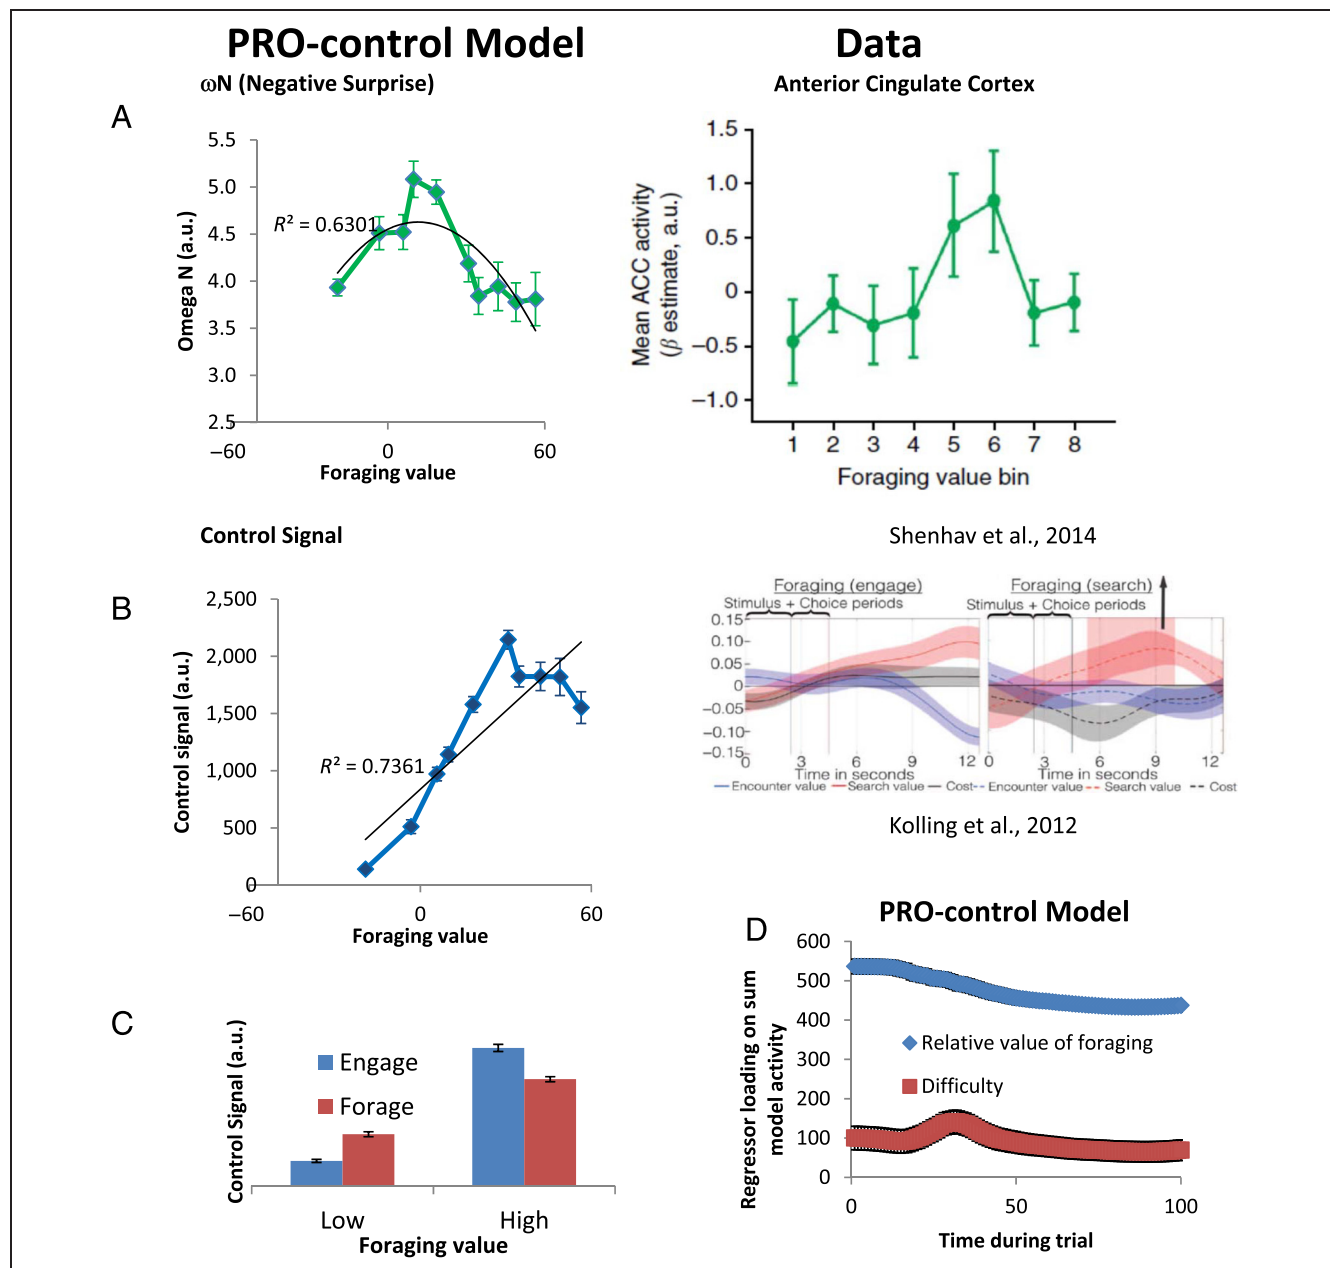 PRO-control Model
Data
ωN (Negative Surprise)
Anterior Cingulate Cortex
A
5.5
5.0
4.5
4.0
3.5
3.0
2.5
Omega N (a.u.)
R² = 0.6301
−60
0
60
Foraging value
1.5
1.0
0.5
0
−0.5
−1.0
Mean ACC activity
(β estimate, a.u.)
1 2 3 4 5 6 7 8
Foraging value bin
Shenhav et al., 2014
Control Signal
B
2,500
2,000
1,500
1,000
500
0
Control signal (a.u.)
R² = 0.7361
−60
0
60
Foraging value
Foraging (engage)
Stimulus + Choice periods
Foraging (search)
Stimulus + Choice periods
0.15
0.10
0.05
0
−0.05
−0.10
−0.15
0 3 6 9 12
Time in seconds
0 3 6 9 12
Time in seconds
Encounter value Search value Cost
Encounter value Search value Cost
Kolling et al., 2012
C
Control Signal (a.u.)
Engage
Forage
Low
High
Foraging value
D
PRO-control Model
600
500
400
300
200
100
0
Regressor loading on sum
model activity
Relative value of foraging
Difficulty
0
50
100
Time during trial